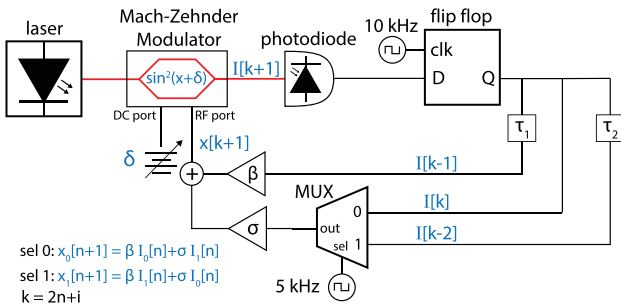 laser
Mach-Zehnder
Modulator
sin²(x+δ)
DC port
RF port
I[k+1]
photodiode
10 kHz
flip flop
clk
D
Q
τ₁
τ₂
δ
x[k+1]
+
β
I[k-1]
MUX
0
I[k]
out
sel
1
I[k-2]
σ
5 kHz
sel 0: x₀[n+1] = β I₀[n]+σ I₁[n]
sel 1: x₁[n+1] = β I₁[n]+σ I₀[n]
k = 2n+i